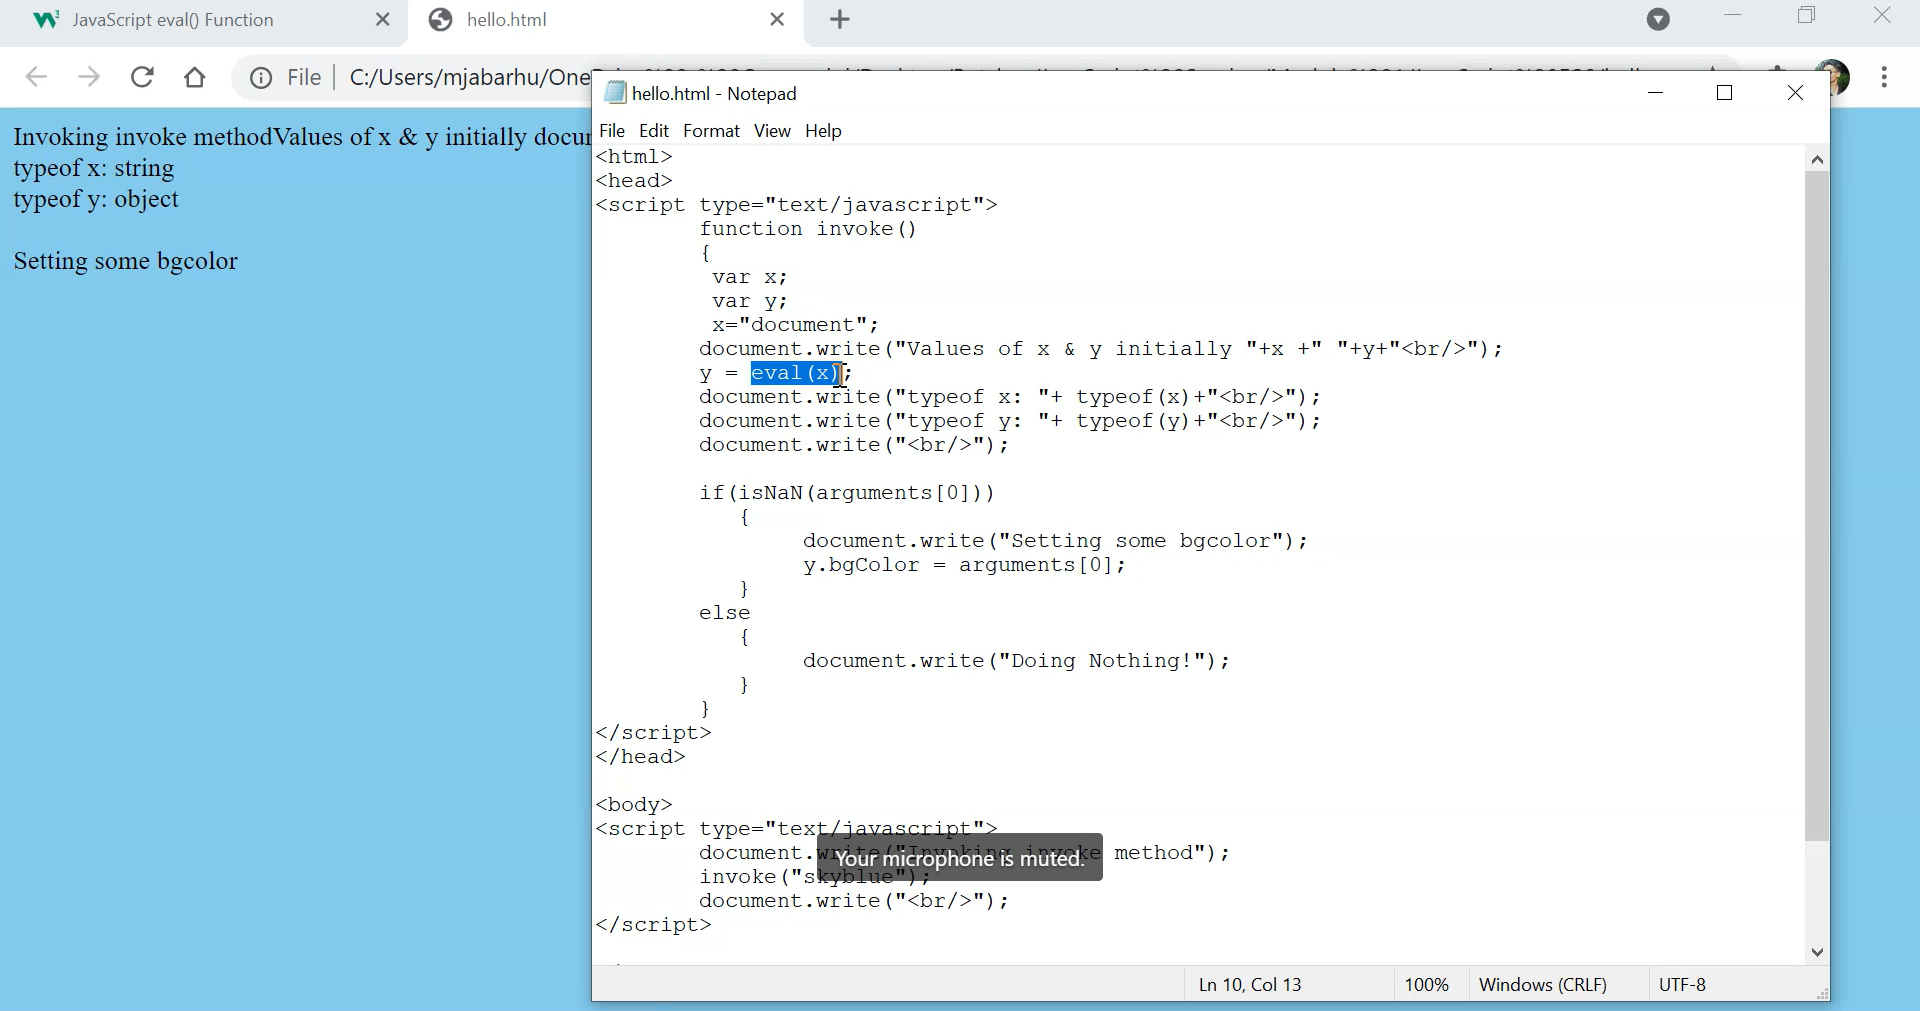 JavaScript eval() Function
hello.html
File
C:/Users/mjabarhu/One
Invoking invoke methodValues of x & y initially docu
typeof x: string
typeof y: object
Setting some bgcolor
hello.html - Notepad
File Edit Format View Help
<html>
<head>
<script type="text/javascript">
function invoke()
{
var x;
var y;
x="document";
document.write("Values of x & y initially "+x +" "+y+"<br/>");
y = eval(x);
document.write("typeof x: "+ typeof(x)+"<br/>");
document.write("typeof y: "+ typeof(y)+"<br/>");
document.write("<br/>");
if(isNaN(arguments[0]))
{
document.write("Setting some bgcolor");
y.bgColor = arguments[0];
}
else
{
document.write("Doing Nothing!");
}
}
</script>
</head>
<body>
<script type="text/javascript">
document.write("Invoking invoke method");
Your microphone is muted.
invoke("skyblue");
document.write("<br/>");
</script>
Ln 10, Col 13
100%
Windows (CRLF)
UTF-8